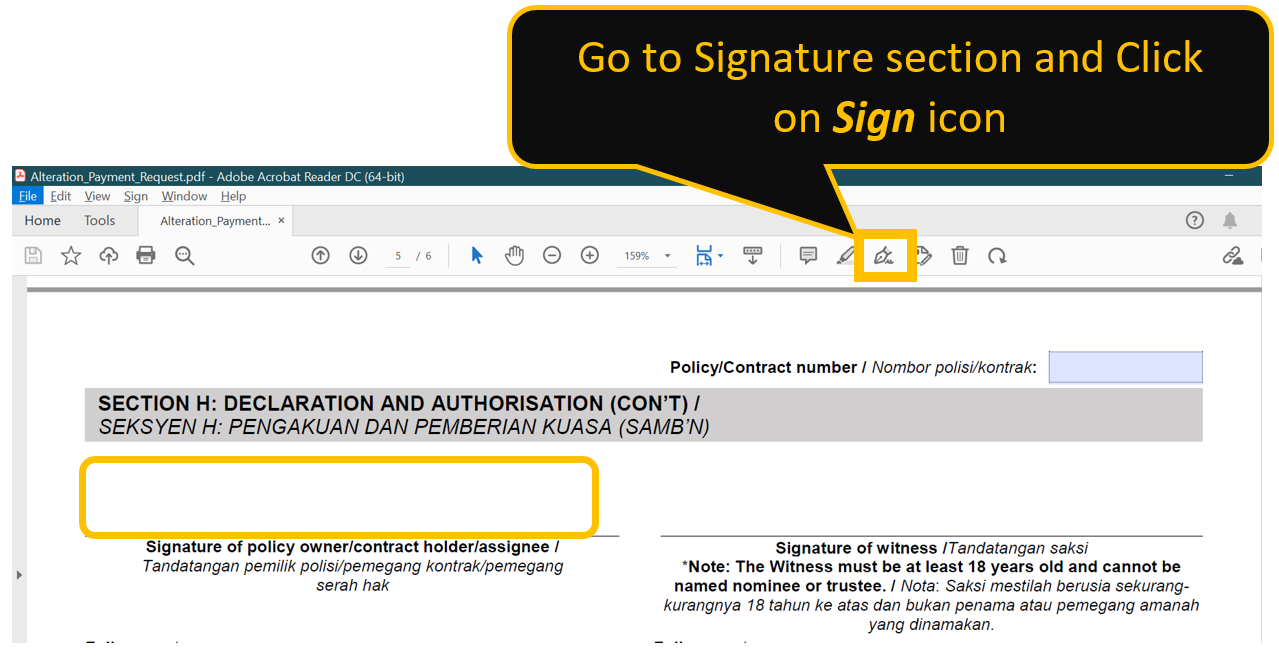 Go to Signature section and Click
on Sign icon
Alteration_Payment_Request.pdf - Adobe Acrobat Reader DC (64-bit)
File Edit View Sign Window Help
Home Tools Alteration_Payment... ×
5 / 6 159%
Policy/Contract number / Nombor polisi/kontrak:
SECTION H: DECLARATION AND AUTHORISATION (CON’T) /
SEKSYEN H: PENGAKUAN DAN PEMBERIAN KUASA (SAMB’N)
Signature of policy owner/contract holder/assignee /
Tandatangan pemilik polisi/pemegang kontrak/pemegang
serah hak
Signature of witness /Tandatangan saksi
*Note: The Witness must be at least 18 years old and cannot be
named nominee or trustee. / Nota: Saksi mestilah berusia sekurang-
kurangnya 18 tahun ke atas dan bukan penama atau pemegang amanah
yang dinamakan.